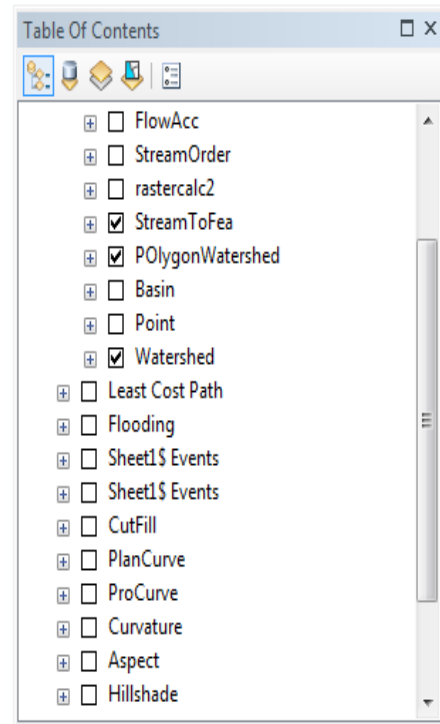 Table Of Contents
FlowAcc
StreamOrder
rastercalc2
StreamToFea
POlygonWatershed
Basin
Point
Watershed
Least Cost Path
Flooding
Sheet1$ Events
Sheet1$ Events
CutFill
PlanCurve
ProCurve
Curvature
Aspect
Hillshade